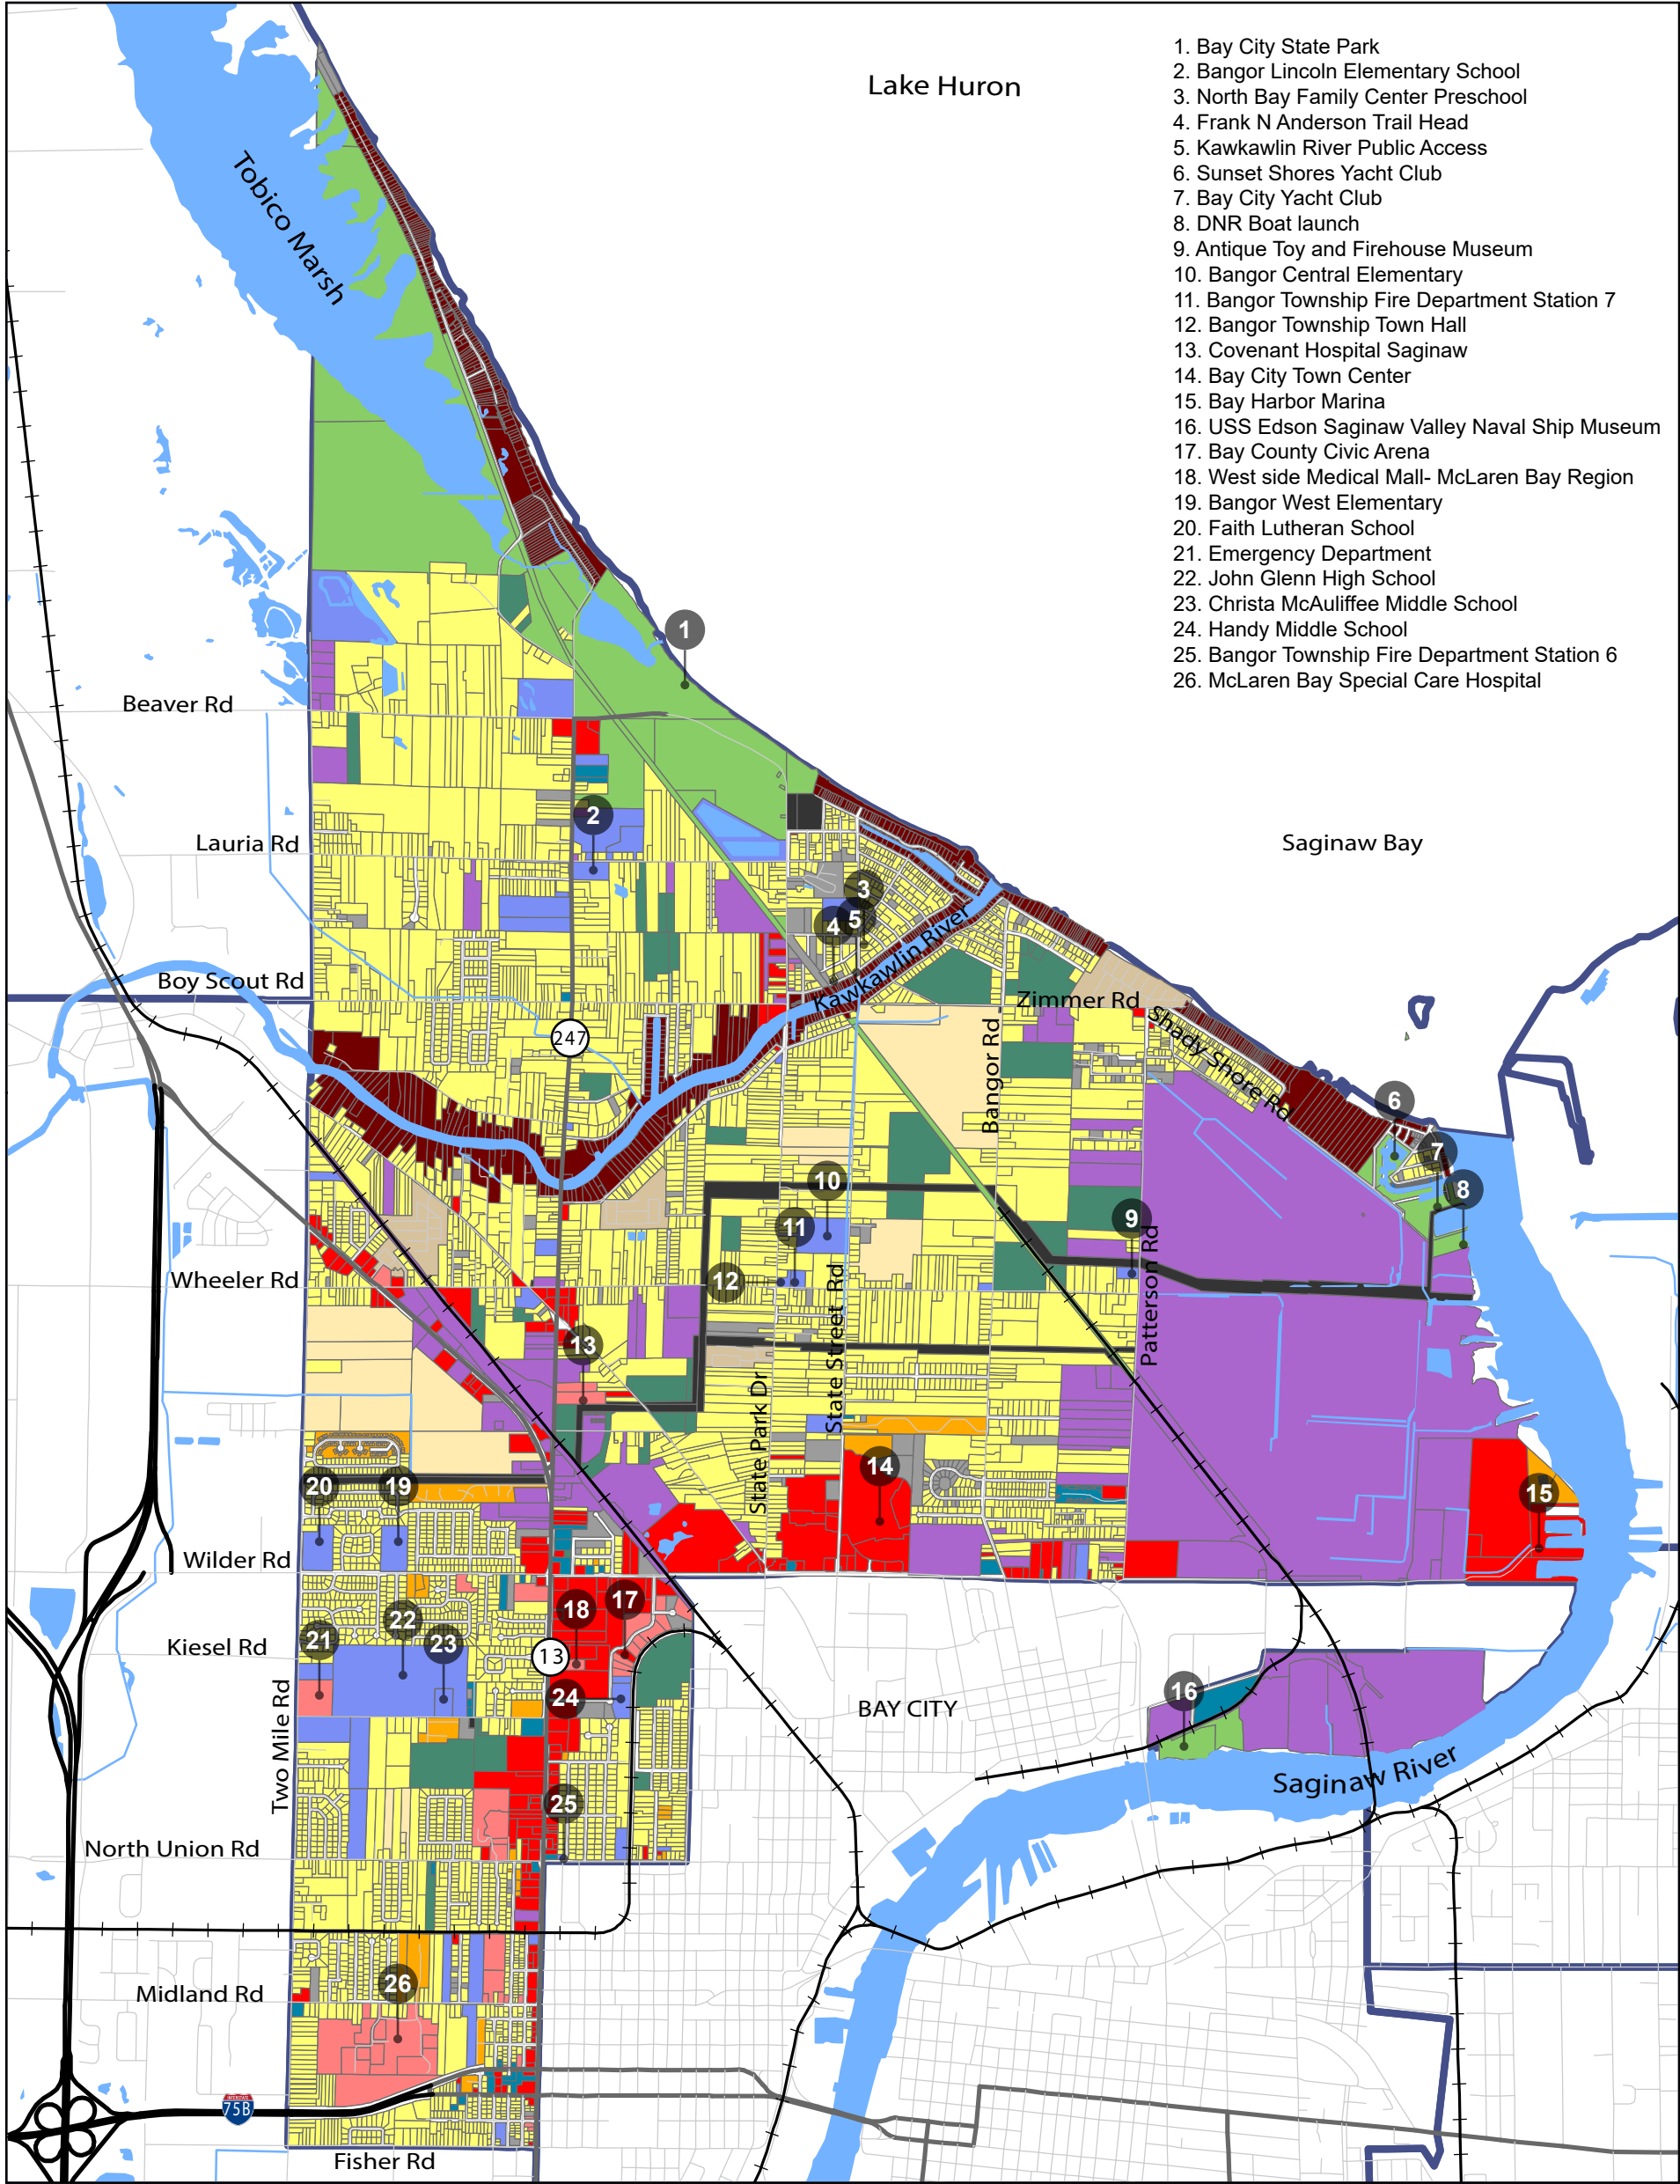 Lake Huron
1. Bay City State Park
2. Bangor Lincoln Elementary School
3. North Bay Family Center Preschool
4. Frank N Anderson Trail Head
5. Kawkawlin River Public Access
6. Sunset Shores Yacht Club
7. Bay City Yacht Club
8. DNR Boat launch
9. Antique Toy and Firehouse Museum
10. Bangor Central Elementary
11. Bangor Township Fire Department Station 7
12. Bangor Township Town Hall
13. Covenant Hospital Saginaw
14. Bay City Town Center
15. Bay Harbor Marina
16. USS Edson Saginaw Valley Naval Ship Museum
17. Bay County Civic Arena
18. West side Medical Mall- McLaren Bay Region
19. Bangor West Elementary
20. Faith Lutheran School
21. Emergency Department
22. John Glenn High School
23. Christa McAuliffee Middle School
24. Handy Middle School
25. Bangor Township Fire Department Station 6
26. McLaren Bay Special Care Hospital
Tobico Marsh
1
Beaver Rd
2
Lauria Rd
Saginaw Bay
3
4
5
Kawkawlin River
Boy Scout Rd
Zimmer Rd
247
Bangor Rd
Shady Shore Rd
6
7
8
10
11
9
12
Wheeler Rd
State Street Rd
Patterson Rd
13
State Park Dr
14
20
19
15
Wilder Rd
18
17
22
21
23
Kiesel Rd
13
24
16
BAY CITY
Two Mile Rd
Saginaw River
25
North Union Rd
26
Midland Rd
INTERSTATE
75B
Fisher Rd